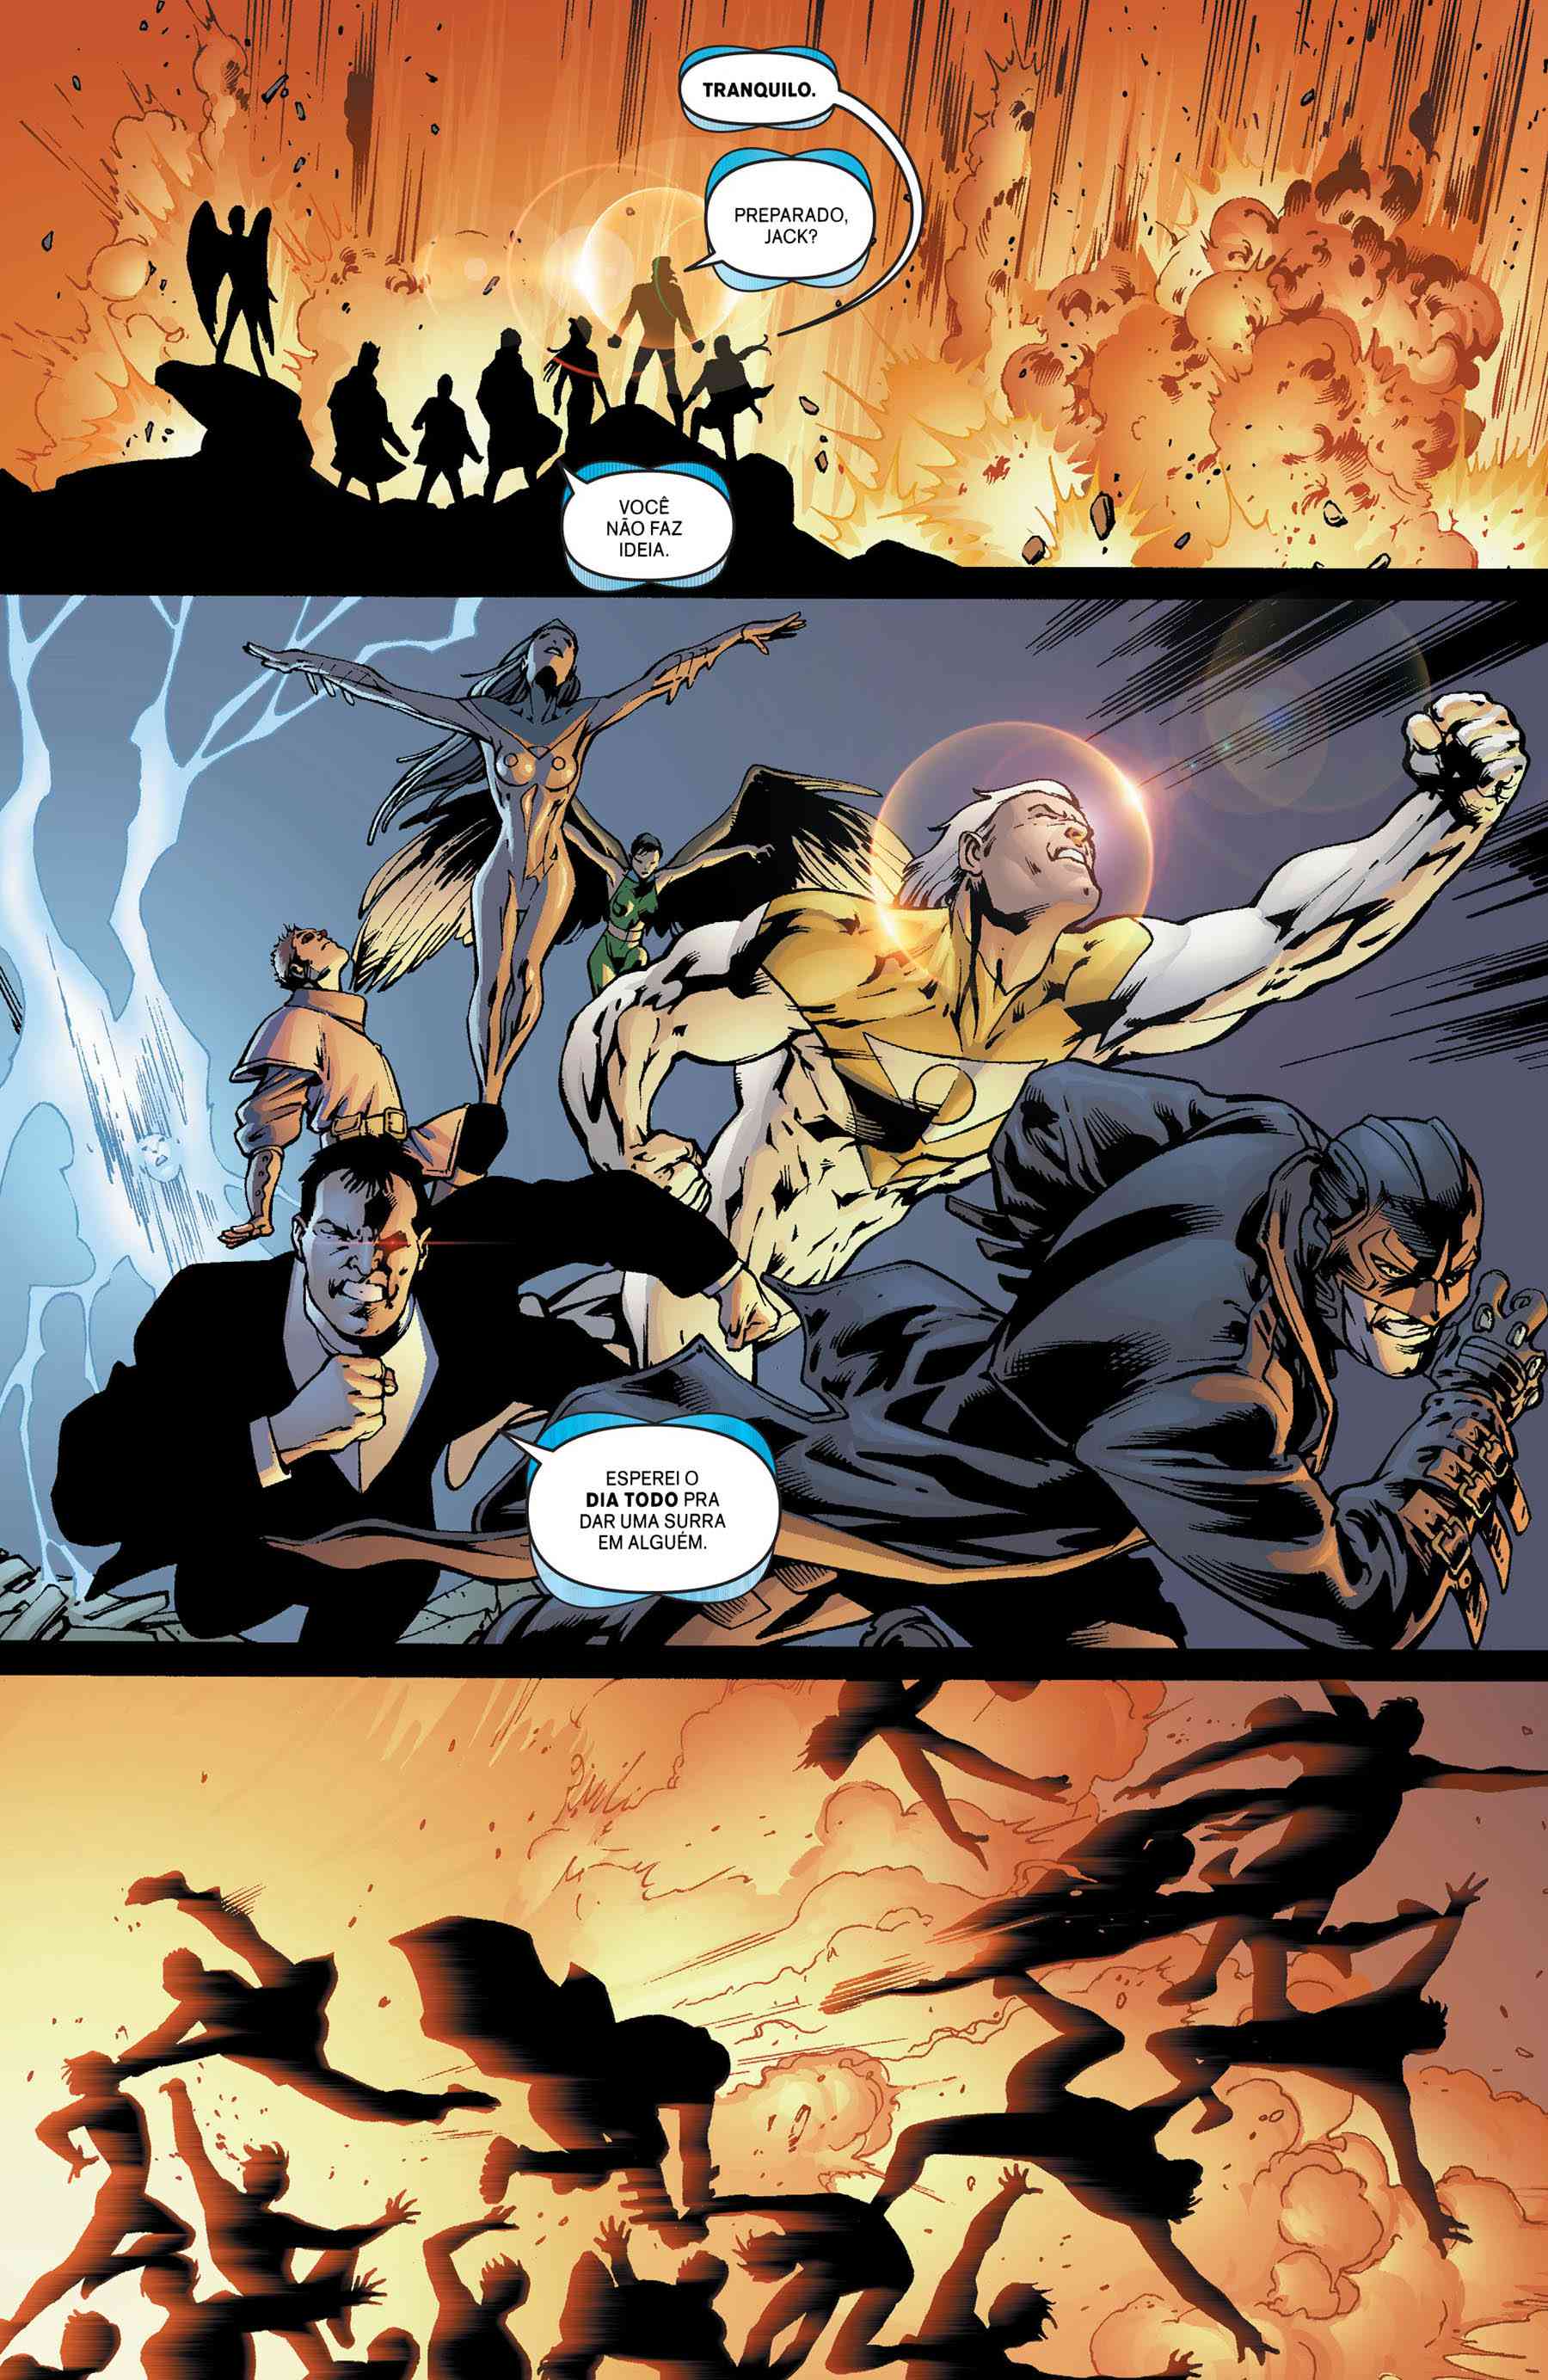 TRANQUILO.
PREPARADO,
JACK?
VOCÊ
NÃO FAZ
IDEIA.
ESPEREI O
DIA TODO PRA
DAR UMA SURRA
EM ALGUÉM.